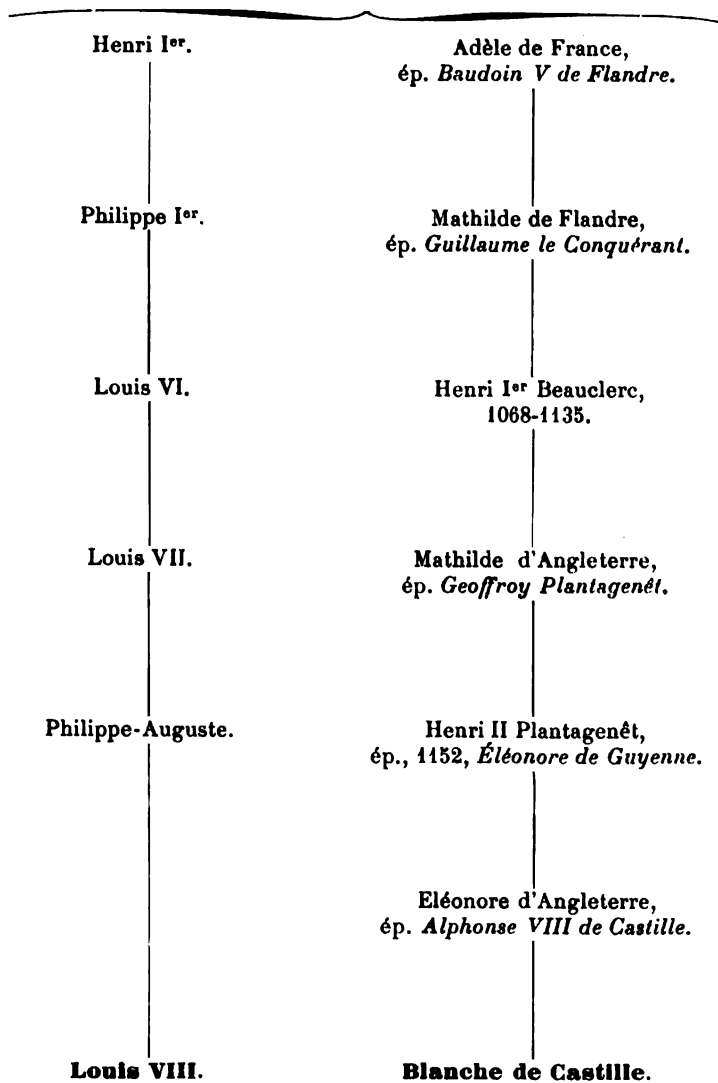 Henri Ier.
Adèle de France,
ép. Baudoin V de Flandre.
Philippe Ier.
Mathilde de Flandre,
ép. Guillaume le Conquérant.
Louis VI.
Henri Ier Beauclerc,
1068-1135.
Louis VII.
Mathilde d'Angleterre,
ép. Geoffroy Plantagenêt.
Philippe-Auguste.
Henri II Plantagenêt,
ép., 1152, Éléonore de Guyenne.
Eléonore d'Angleterre,
ép. Alphonse VIII de Castille.
Louis VIII.
Blanche de Castille.